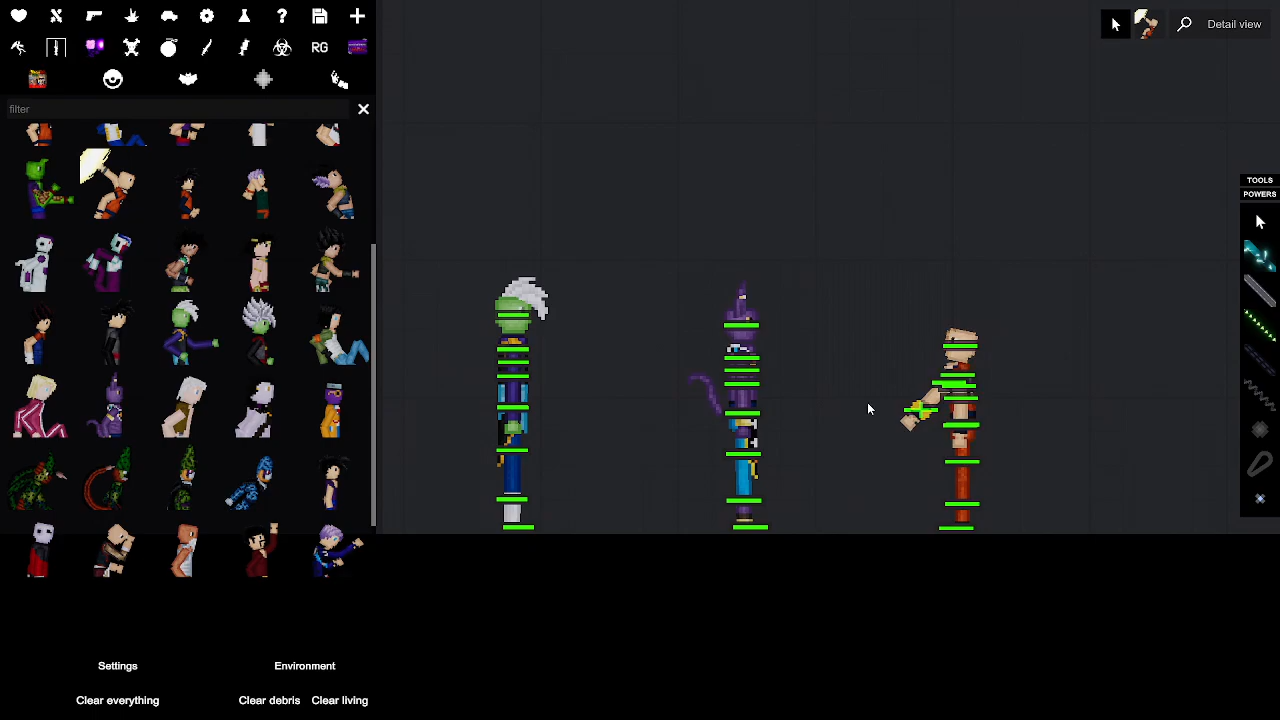 RG
filter
Detail view
TOOLS
POWERS
Settings
Environment
Clear everything
Clear debris
Clear living